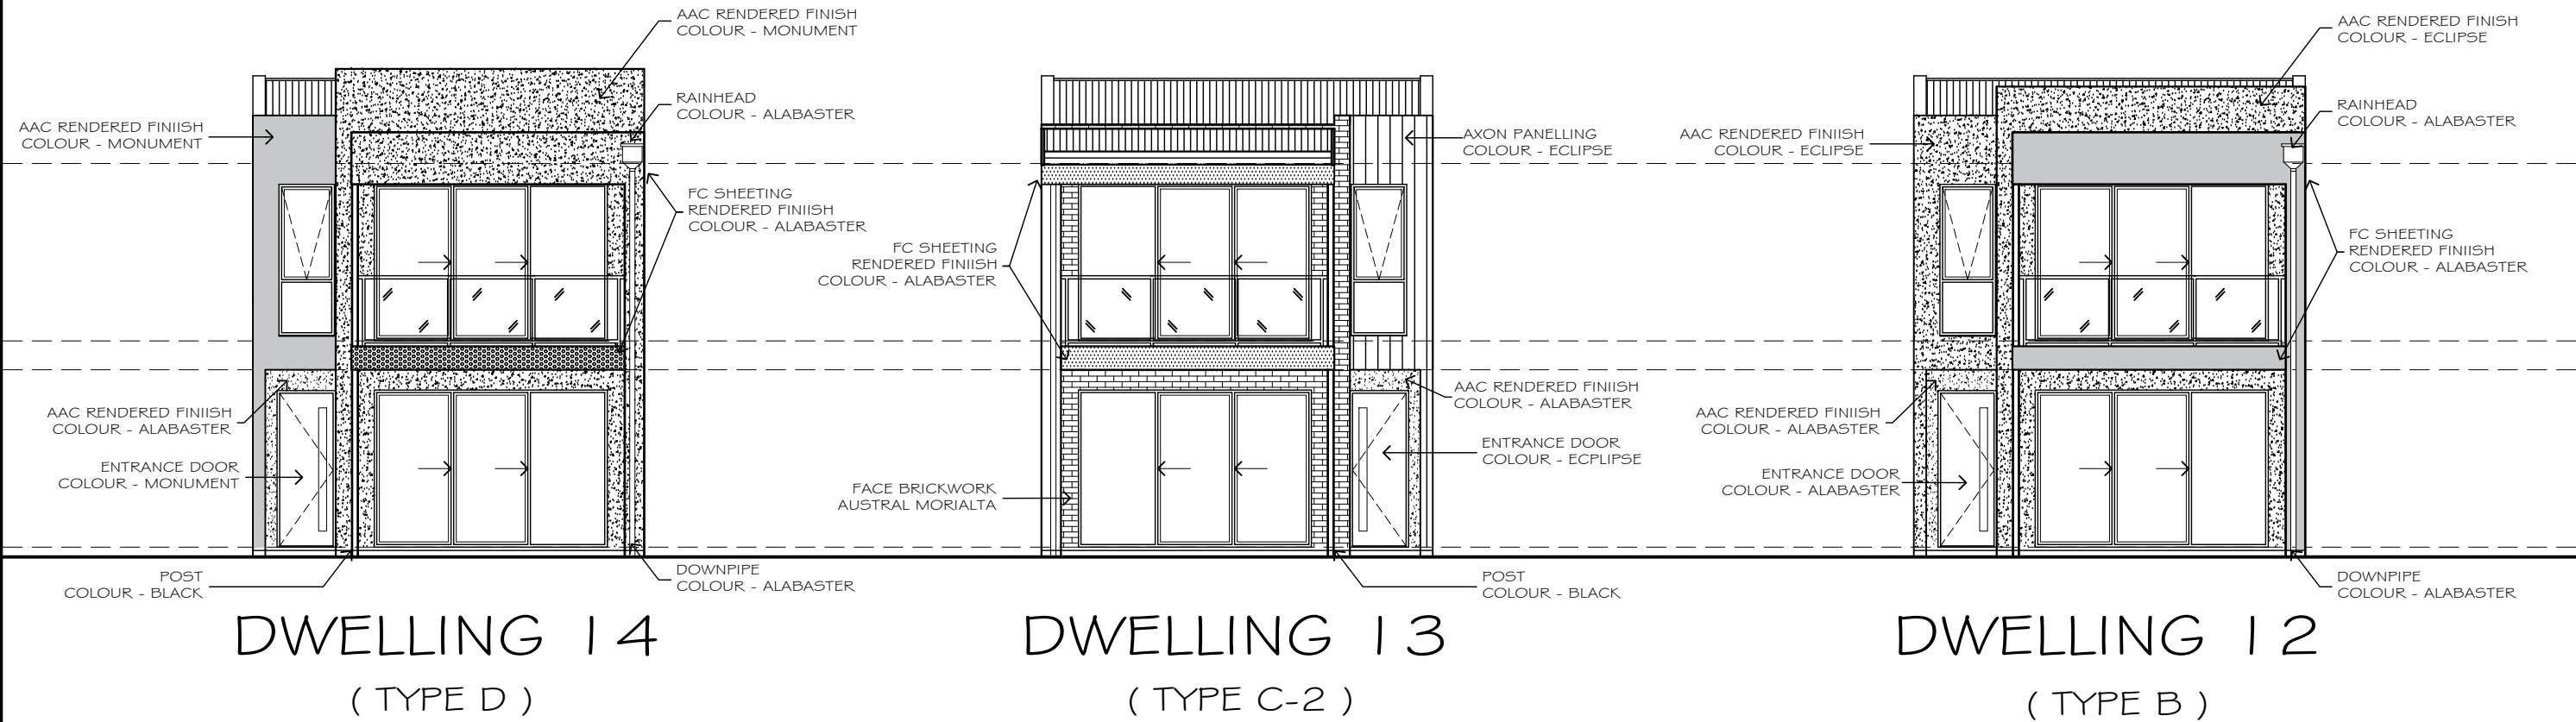 AAC RENDERED FINISH
COLOUR - MONUMENT
RAINHEAD
COLOUR - ALABASTER
AAC RENDERED FINIISH
COLOUR - MONUMENT
FC SHEETING
RENDERED FINIISH
COLOUR - ALABASTER
AAC RENDERED FINIISH
COLOUR - ALABASTER
ENTRANCE DOOR
COLOUR - MONUMENT
POST
COLOUR - BLACK
DOWNPIPE
COLOUR - ALABASTER
DWELLING 14
( TYPE D )
AXON PANELLING
COLOUR - ECLIPSE
FC SHEETING
RENDERED FINIISH
COLOUR - ALABASTER
AAC RENDERED FINIISH
COLOUR - ALABASTER
ENTRANCE DOOR
COLOUR - ECPLIPSE
FACE BRICKWORK
AUSTRAL MORIALTA
POST
COLOUR - BLACK
DWELLING 13
( TYPE C-2 )
AAC RENDERED FINISH
COLOUR - ECLIPSE
RAINHEAD
COLOUR - ALABASTER
AAC RENDERED FINIISH
COLOUR - ECLIPSE
FC SHEETING
RENDERED FINIISH
COLOUR - ALABASTER
AAC RENDERED FINIISH
COLOUR - ALABASTER
ENTRANCE DOOR
COLOUR - ALABASTER
DOWNPIPE
COLOUR - ALABASTER
DWELLING 12
( TYPE B )